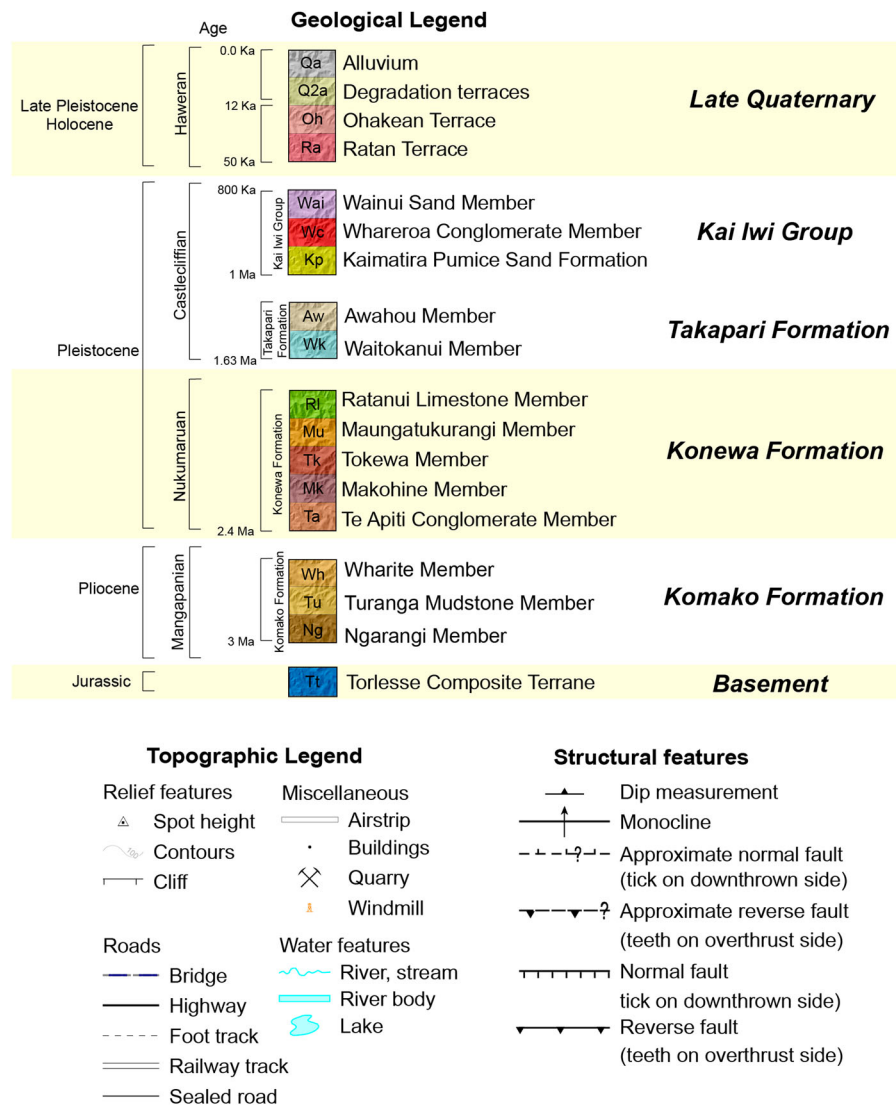 Geological Legend
Age
Late Pleistocene
Holocene
Haweran
0.0 Ka
12 Ka
50 Ka
Qa Alluvium
Q2a Degradation terraces
Oh Ohakean Terrace
Ra Ratan Terrace
Late Quaternary
Pleistocene
Castlecliffian
800 Ka
1 Ma
Kai Iwi Group
Wai Wainui Sand Member
Wc Whareroa Conglomerate Member
Kp Kaimatira Pumice Sand Formation
Kai Iwi Group
1.63 Ma
Takapari
Formation
Aw Awahou Member
Wk Waitokanui Member
Takapari Formation
Nukumaruan
2.4 Ma
Konewa Formation
Rl Ratanui Limestone Member
Mu Maungatukurangi Member
Tk Tokewa Member
Mk Makohine Member
Ta Te Apiti Conglomerate Member
Konewa Formation
Pliocene
Mangapanian
3 Ma
Komako Formation
Wh Wharite Member
Tu Turanga Mudstone Member
Ng Ngarangi Member
Komako Formation
Jurassic
Tt Torlesse Composite Terrane
Basement
Topographic Legend
Relief features
Spot height
100
Contours
Cliff
Roads
Bridge
Highway
Foot track
Railway track
Sealed road
Miscellaneous
Airstrip
Buildings
Quarry
Windmill
Water features
River, stream
River body
Lake
Structural features
Dip measurement
Monocline
? Approximate normal fault
(tick on downthrown side)
? Approximate reverse fault
(teeth on overthrust side)
Normal fault
tick on downthrown side)
Reverse fault
(teeth on overthrust side)